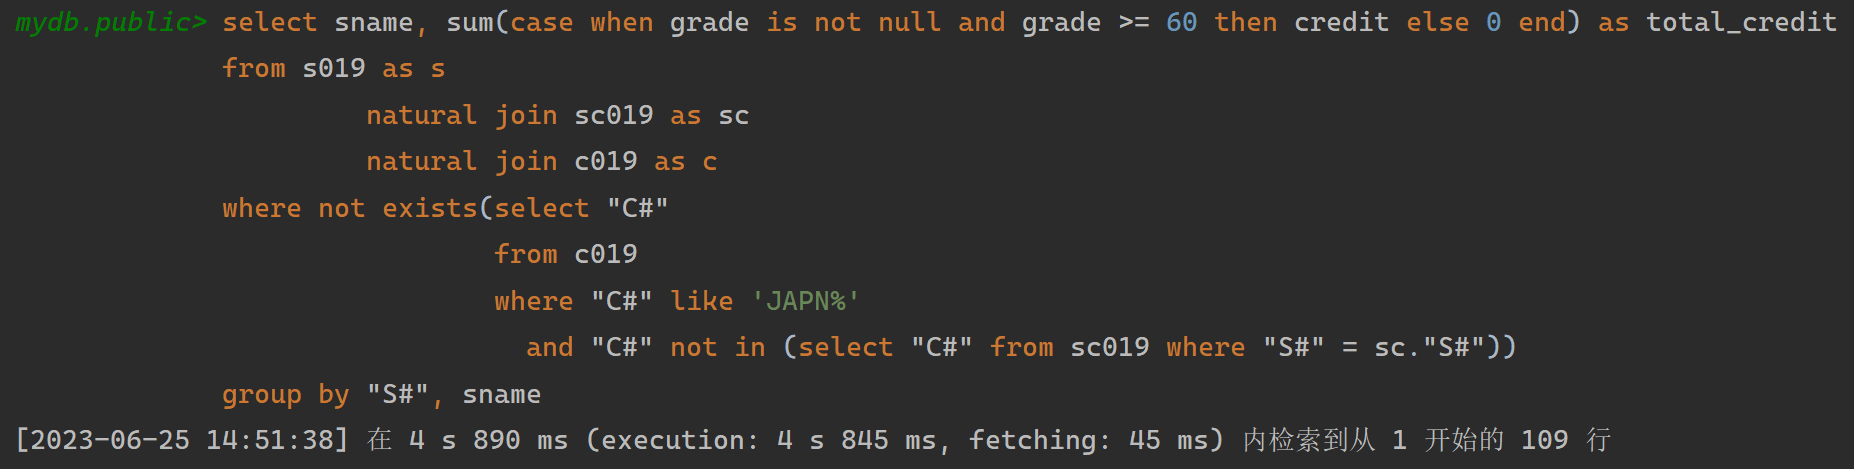 mydb.public> select sname, sum(case when grade is not null and grade >= 60 then credit else 0 end) as total_credit
from s019 as s
natural join sc019 as sc
natural join c019 as c
where not exists(select "C#"
from c019
where "C#" like 'JAPN%'
and "C#" not in (select "C#" from sc019 where "S#" = sc."S#"))
group by "S#", sname
[2023-06-25 14:51:38] 在 4 s 890 ms (execution: 4 s 845 ms, fetching: 45 ms) 内检索到从 1 开始的 109 行